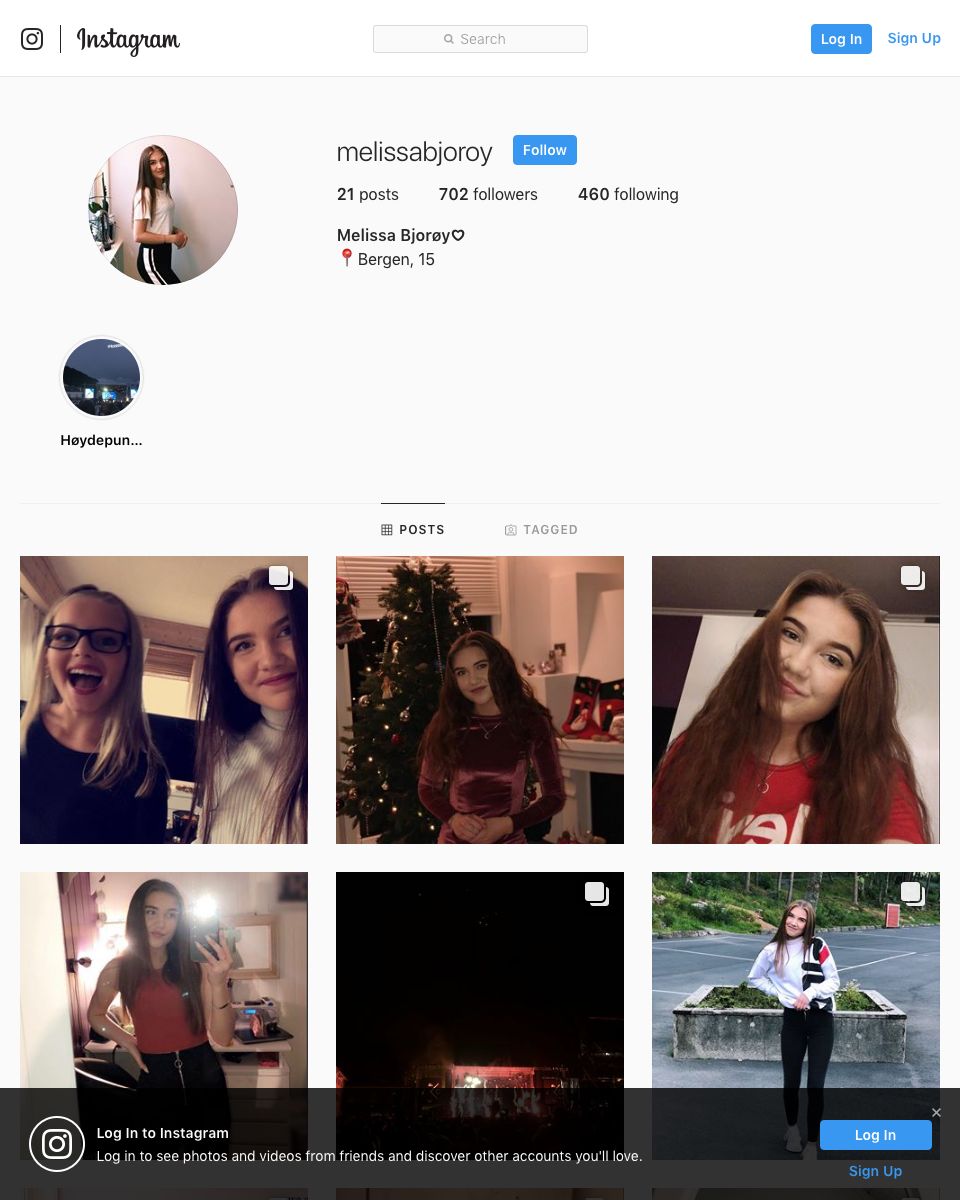 Instagram
Search
Log In
Sign Up
melissabjoroy
Follow
21 posts
702 followers
460 following
Melissa Bjorøy♡
📍Bergen, 15
Høydepun...
POSTS
TAGGED
Log In to Instagram
Log in to see photos and videos from friends and discover other accounts you'll love.
×
Log In
Sign Up